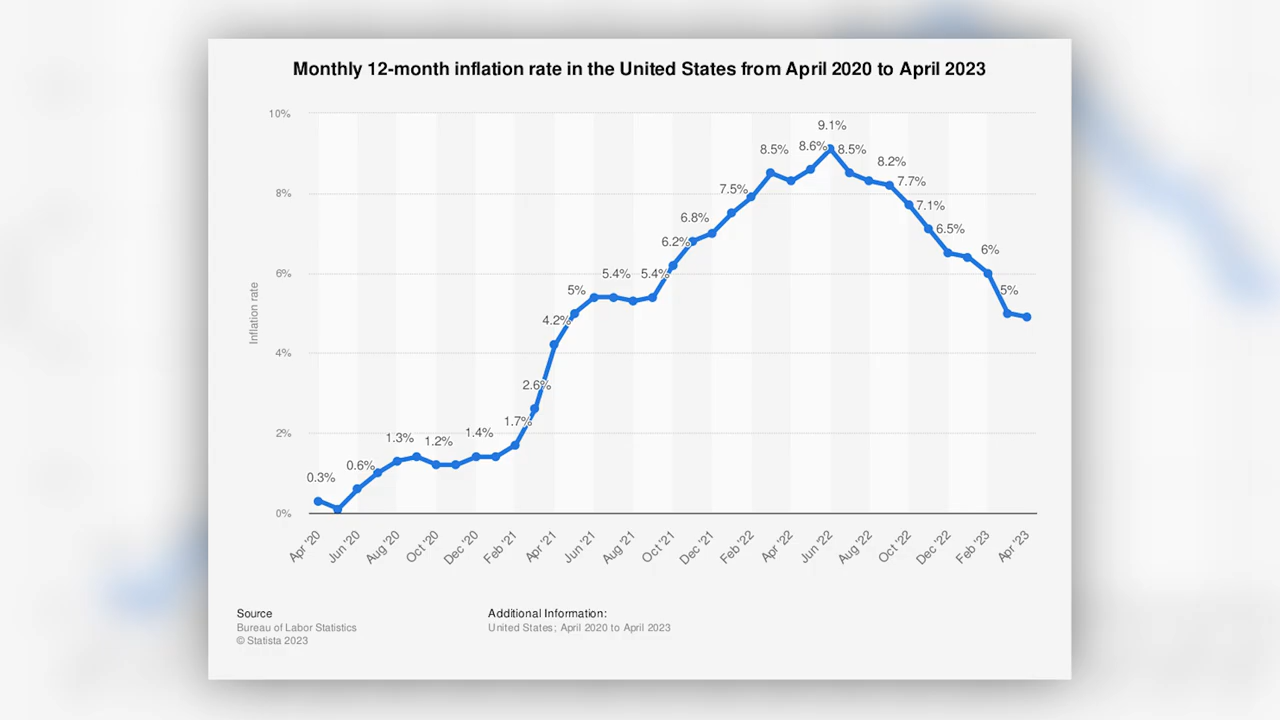 Monthly 12-month inflation rate in the United States from April 2020 to April 2023
10%
8%
6%
4%
2%
0%
Inflation rate
0.3%
0.6%
1.3%
1.2%
1.4%
1.7%
2.6%
4.2%
5%
5.4%
5.4%
6.2%
6.8%
7.5%
8.5%
8.6%
9.1%
8.5%
8.2%
7.7%
7.1%
6.5%
6%
5%
Apr '20
Jun '20
Aug '20
Oct '20
Dec '20
Feb '21
Apr '21
Jun '21
Aug '21
Oct '21
Dec '21
Feb '22
Apr '22
Jun '22
Aug '22
Oct '22
Dec '22
Feb '23
Apr '23
Source
Bureau of Labor Statistics
© Statista 2023
Additional Information:
United States; April 2020 to April 2023